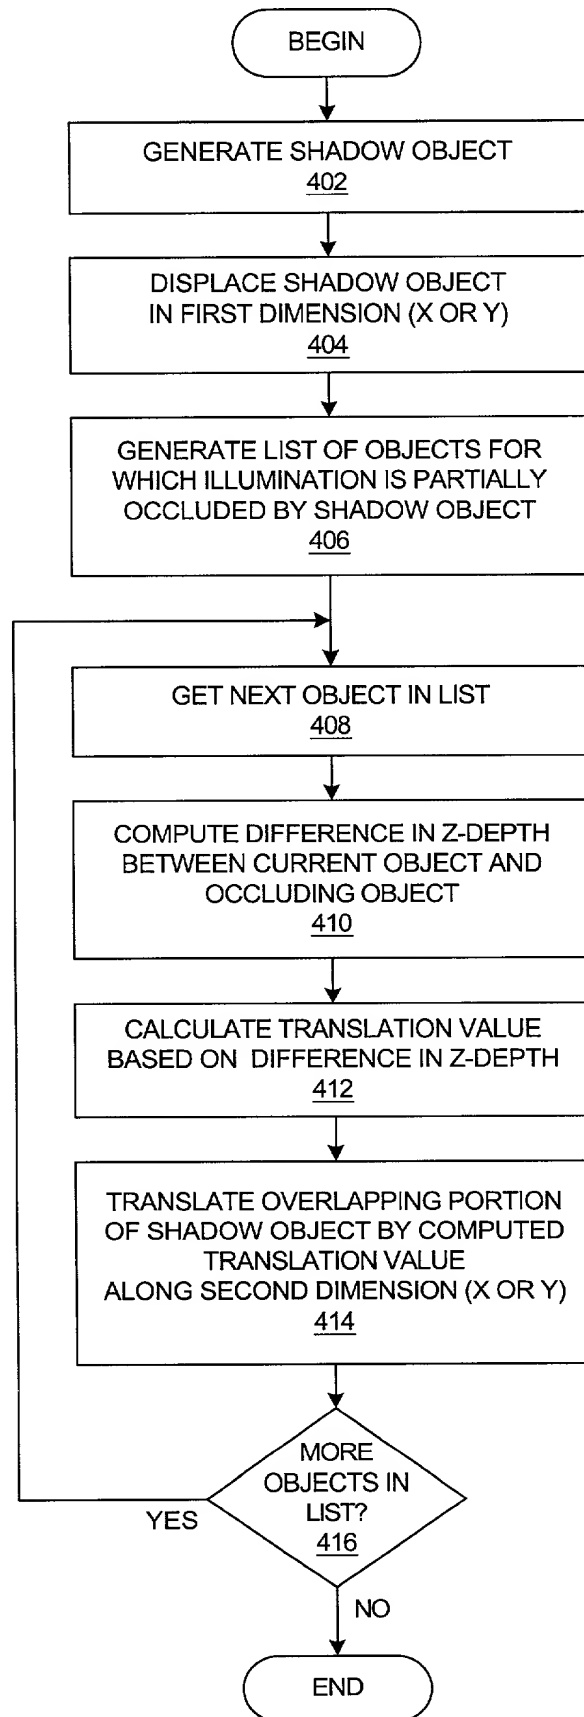 BEGIN
GENERATE SHADOW OBJECT
402
DISPLACE SHADOW OBJECT
IN FIRST DIMENSION (X OR Y)
404
GENERATE LIST OF OBJECTS FOR
WHICH ILLUMINATION IS PARTIALLY
OCCLUDED BY SHADOW OBJECT
406
GET NEXT OBJECT IN LIST
408
COMPUTE DIFFERENCE IN Z-DEPTH
BETWEEN CURRENT OBJECT AND
OCCLUDING OBJECT
410
CALCULATE TRANSLATION VALUE
BASED ON DIFFERENCE IN Z-DEPTH
412
TRANSLATE OVERLAPPING PORTION
OF SHADOW OBJECT BY COMPUTED
TRANSLATION VALUE
ALONG SECOND DIMENSION (X OR Y)
414
MORE
OBJECTS IN
LIST?
416
YES
NO
END